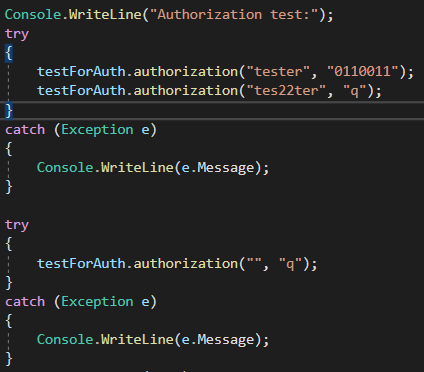 Console.WriteLine("Authorization test:");
try
{
    testForAuth.authorization("tester", "0110011");
    testForAuth.authorization("tes22ter", "q");
}
catch (Exception e)
{
    Console.WriteLine(e.Message);
}

try
{
    testForAuth.authorization("", "q");
}
catch (Exception e)
{
    Console.WriteLine(e.Message);
}